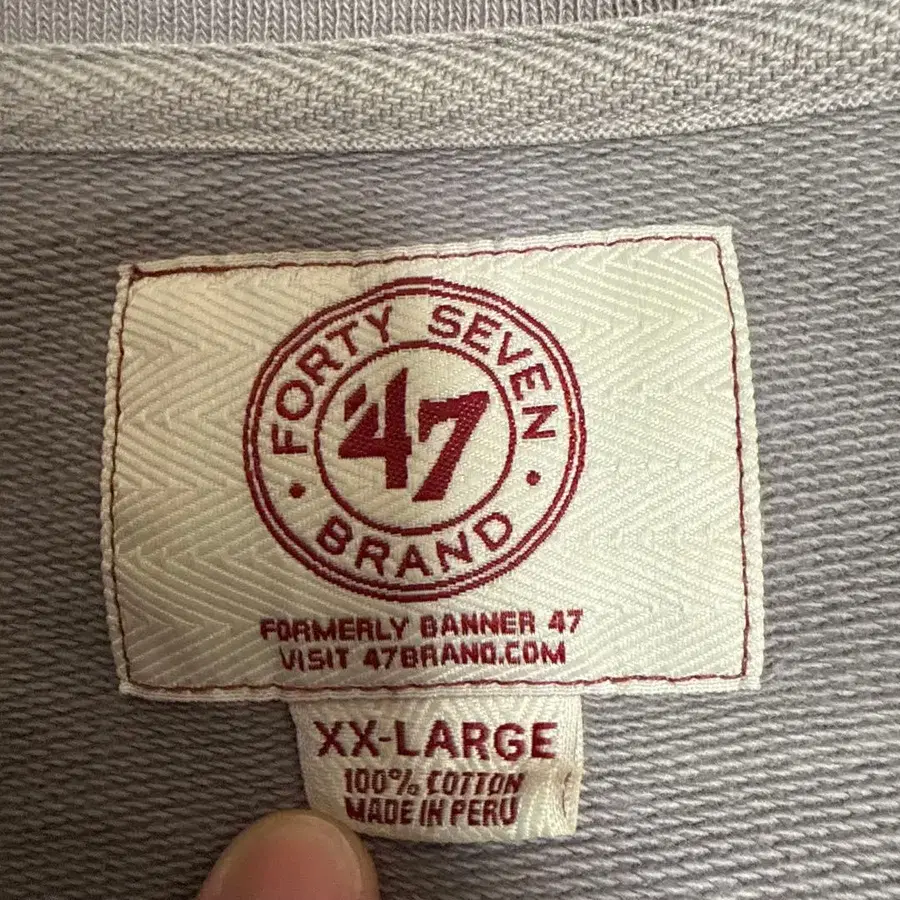 FORTY SEVEN
47
BRAND
FORMERLY BANNER 47
VISIT 47BRAND.COM
XX-LARGE
100% COTTON
MADE IN PERU